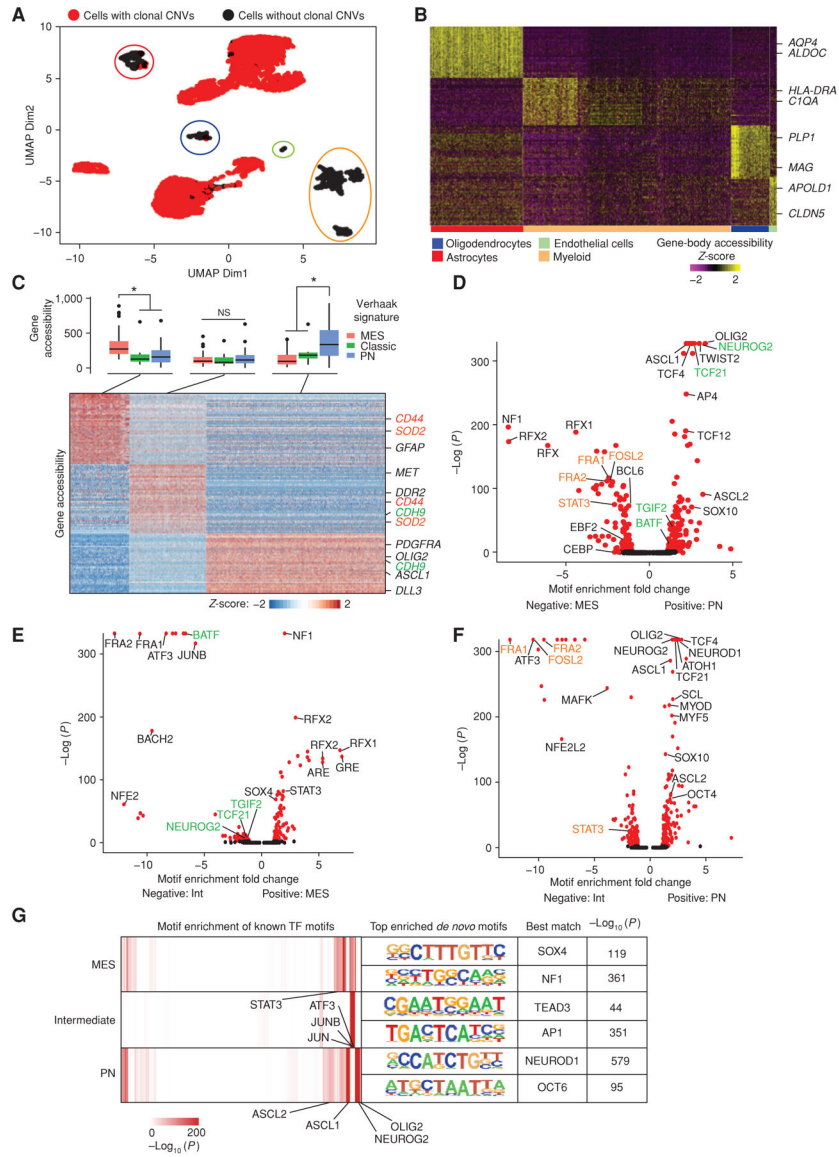 A
Cells with clonal CNVs
Cells without clonal CNVs
10
5
0
−5
−10
UMAP Dim2
−10
−5
0
5
10
UMAP Dim1
B
AQP4
ALDOC
HLA-DRA
C1QA
PLP1
MAG
APOLD1
CLDN5
Oligodendrocytes
Endothelial cells
Astrocytes
Myeloid
Gene-body accessibility
Z-score
−2
0
2
C
Gene
accessibility
1,000
500
0
*
NS
*
Verhaak
signature
MES
Classic
PN
Gene accessibility
CD44
SOD2
GFAP
MET
DDR2
CD44
CDH9
SOD2
PDGFRA
OLIG2
CDH9
ASCL1
DLL3
Z-score: −2
2
D
−Log (P)
300
200
100
0
OLIG2
NEUROG2
ASCL1
TWIST2
TCF4
TCF21
AP4
NF1
RFX1
RFX2
RFX
TCF12
FRA1
FOSL2
FRA2
BCL6
STAT3
ASCL2
TGIF2
SOX10
BATF
EBF2
CEBP
−5
0
5
Motif enrichment fold change
Negative: MES
Positive: PN
E
−Log (P)
300
200
100
0
BATF
NF1
FRA2
FRA1
ATF3
JUNB
RFX2
BACH2
RFX2
RFX1
ARE
GRE
NFE2
SOX4
STAT3
TGIF2
TCF21
NEUROG2
−10
−5
0
5
Motif enrichment fold change
Negative: Int
Positive: MES
F
−Log (P)
300
200
100
0
OLIG2
TCF4
FRA1
FRA2
NEUROG2
NEUROD1
ATF3
FOSL2
ASCL1
ATOH1
TCF21
MAFK
SCL
MYOD
MYF5
NFE2L2
SOX10
ASCL2
OCT4
STAT3
−10
−5
0
5
Motif enrichment fold change
Negative: Int
Positive: PN
G
Motif enrichment of known TF motifs
Top enriched de novo motifs
Best match
−Log10 (P)
MES
SOX4
119
NF1
361
Intermediate
STAT3
ATF3
JUNB
JUN
TEAD3
44
AP1
351
PN
NEUROD1
579
OCT6
95
ASCL2
ASCL1
OLIG2
NEUROG2
0
200
−Log10 (P)